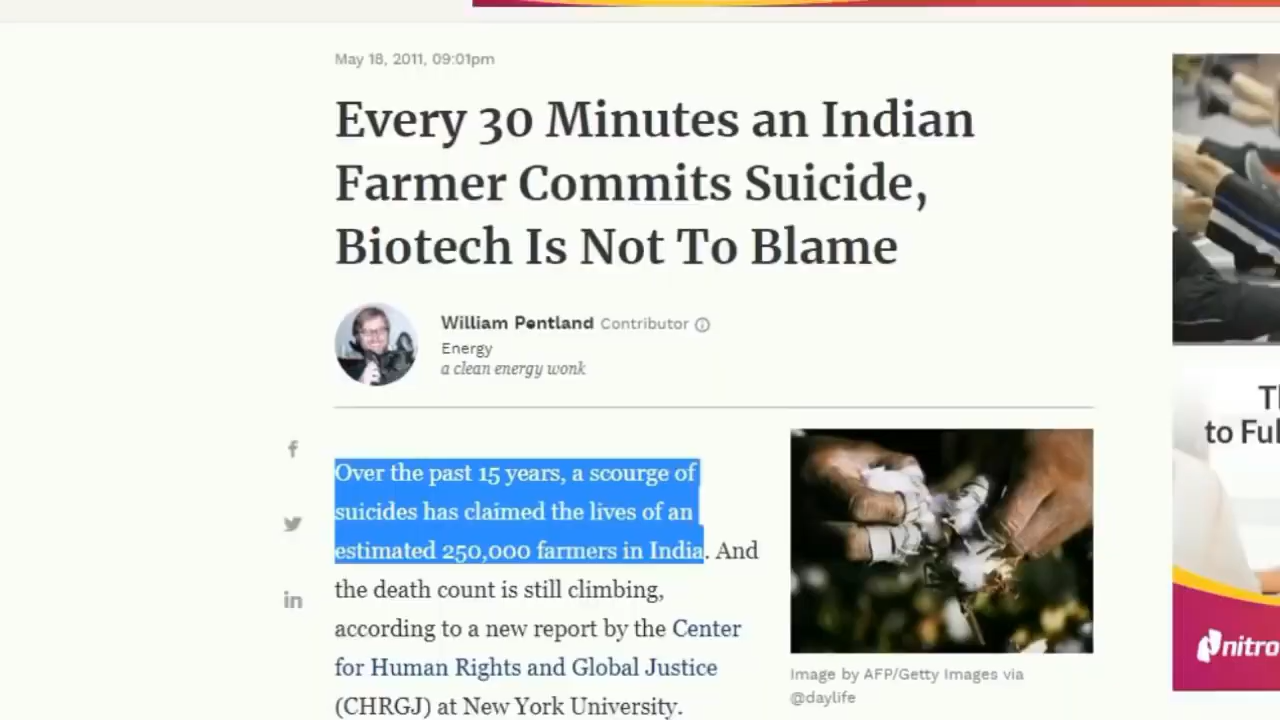 May 18, 2011, 09:01pm
Every 30 Minutes an Indian
Farmer Commits Suicide,
Biotech Is Not To Blame
William Pentland Contributor
Energy
a clean energy wonk
Over the past 15 years, a scourge of
suicides has claimed the lives of an
estimated 250,000 farmers in India. And
the death count is still climbing,
according to a new report by the Center
for Human Rights and Global Justice
(CHRGJ) at New York University.
Image by AFP/Getty Images via
@daylife
to Ful
nitro